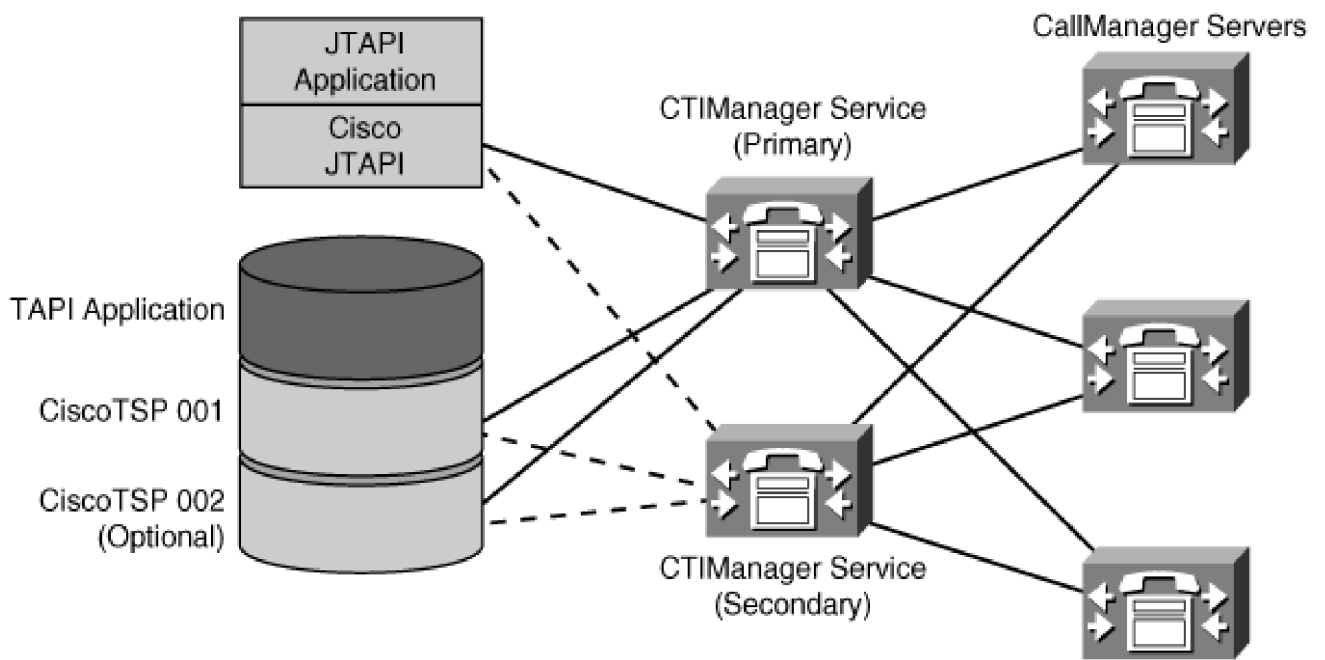 JTAPI
Application
Cisco
JTAPI
TAPI Application
CiscoTSP 001
CiscoTSP 002
(Optional)
CTIManager Service
(Primary)
CTIManager Service
(Secondary)
CallManager Servers